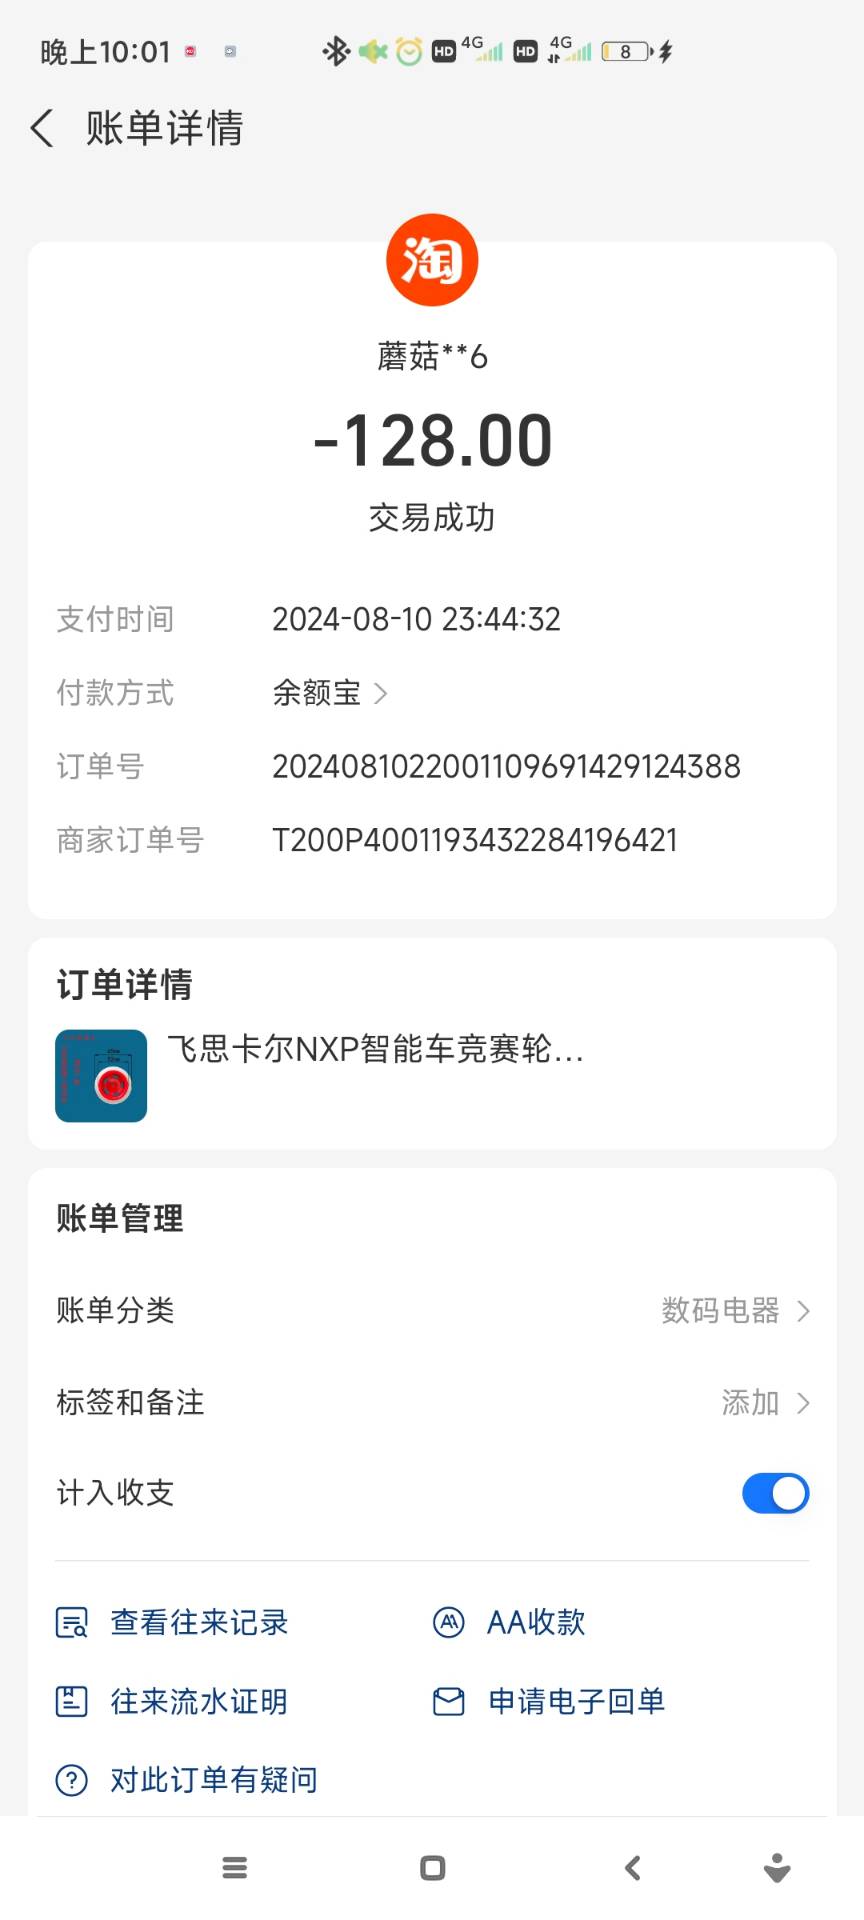 晚上10:01
HD 4G HD 4G 8
账单详情
淘
蘑菇**6
-128.00
交易成功
支付时间 2024-08-10 23:44:32
付款方式 余额宝
订单号 20240810220011096914291​24388
商家订单号 T200P4001193432284196421
订单详情
飞思卡尔NXP智能车竞赛轮...
账单管理
账单分类 数码电器
标签和备注 添加
计入收支
查看往来记录 AA收款
往来流水证明 申请电子回单
对此订单有疑问